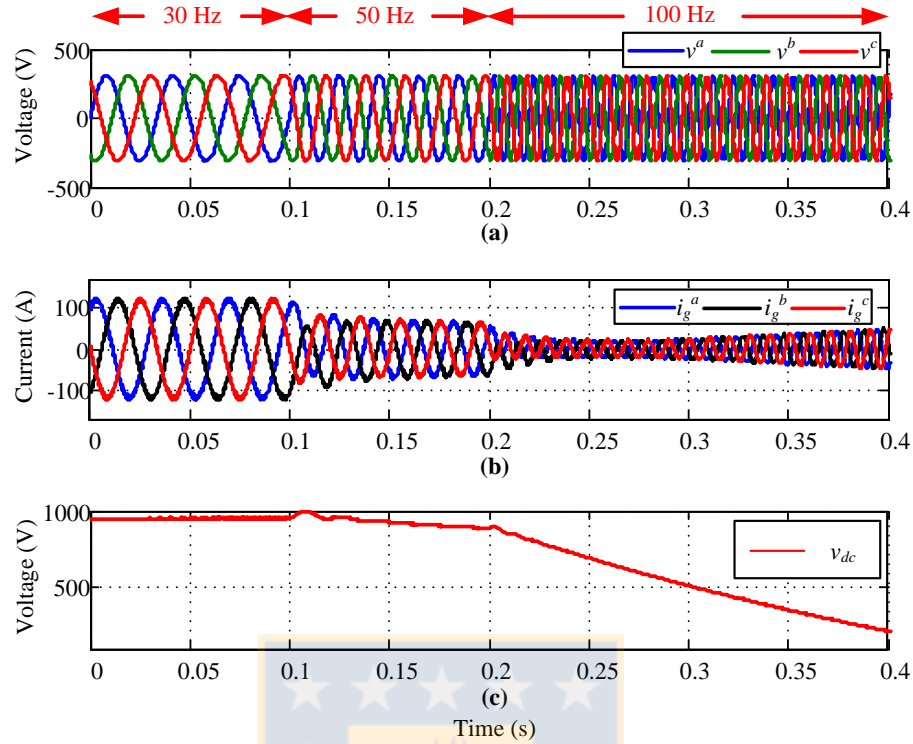 30 Hz 50 Hz 100 Hz
Voltage (V)
500
0
-500
v^a v^b v^c
0 0.05 0.1 0.15 0.2 0.25 0.3 0.35 0.4
(a)
Current (A)
100
0
-100
i_g^a i_g^b i_g^c
0 0.05 0.1 0.15 0.2 0.25 0.3 0.35 0.4
(b)
Voltage (V)
1000
500
v_dc
0 0.05 0.1 0.15 0.2 0.25 0.3 0.35 0.4
(c)
Time (s)